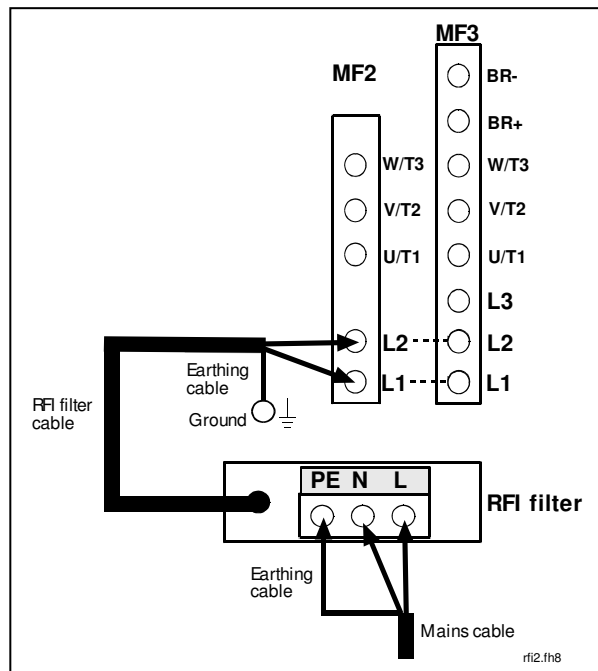 MF3
MF2
BR-
BR+
W/T3 W/T3
V/T2 V/T2
U/T1 U/T1
L3
L2 L2
L1 L1
Earthing
cable
RFI filter
cable
Ground
PE N L
RFI filter
Earthing
cable
Mains cable
rfi2.fh8